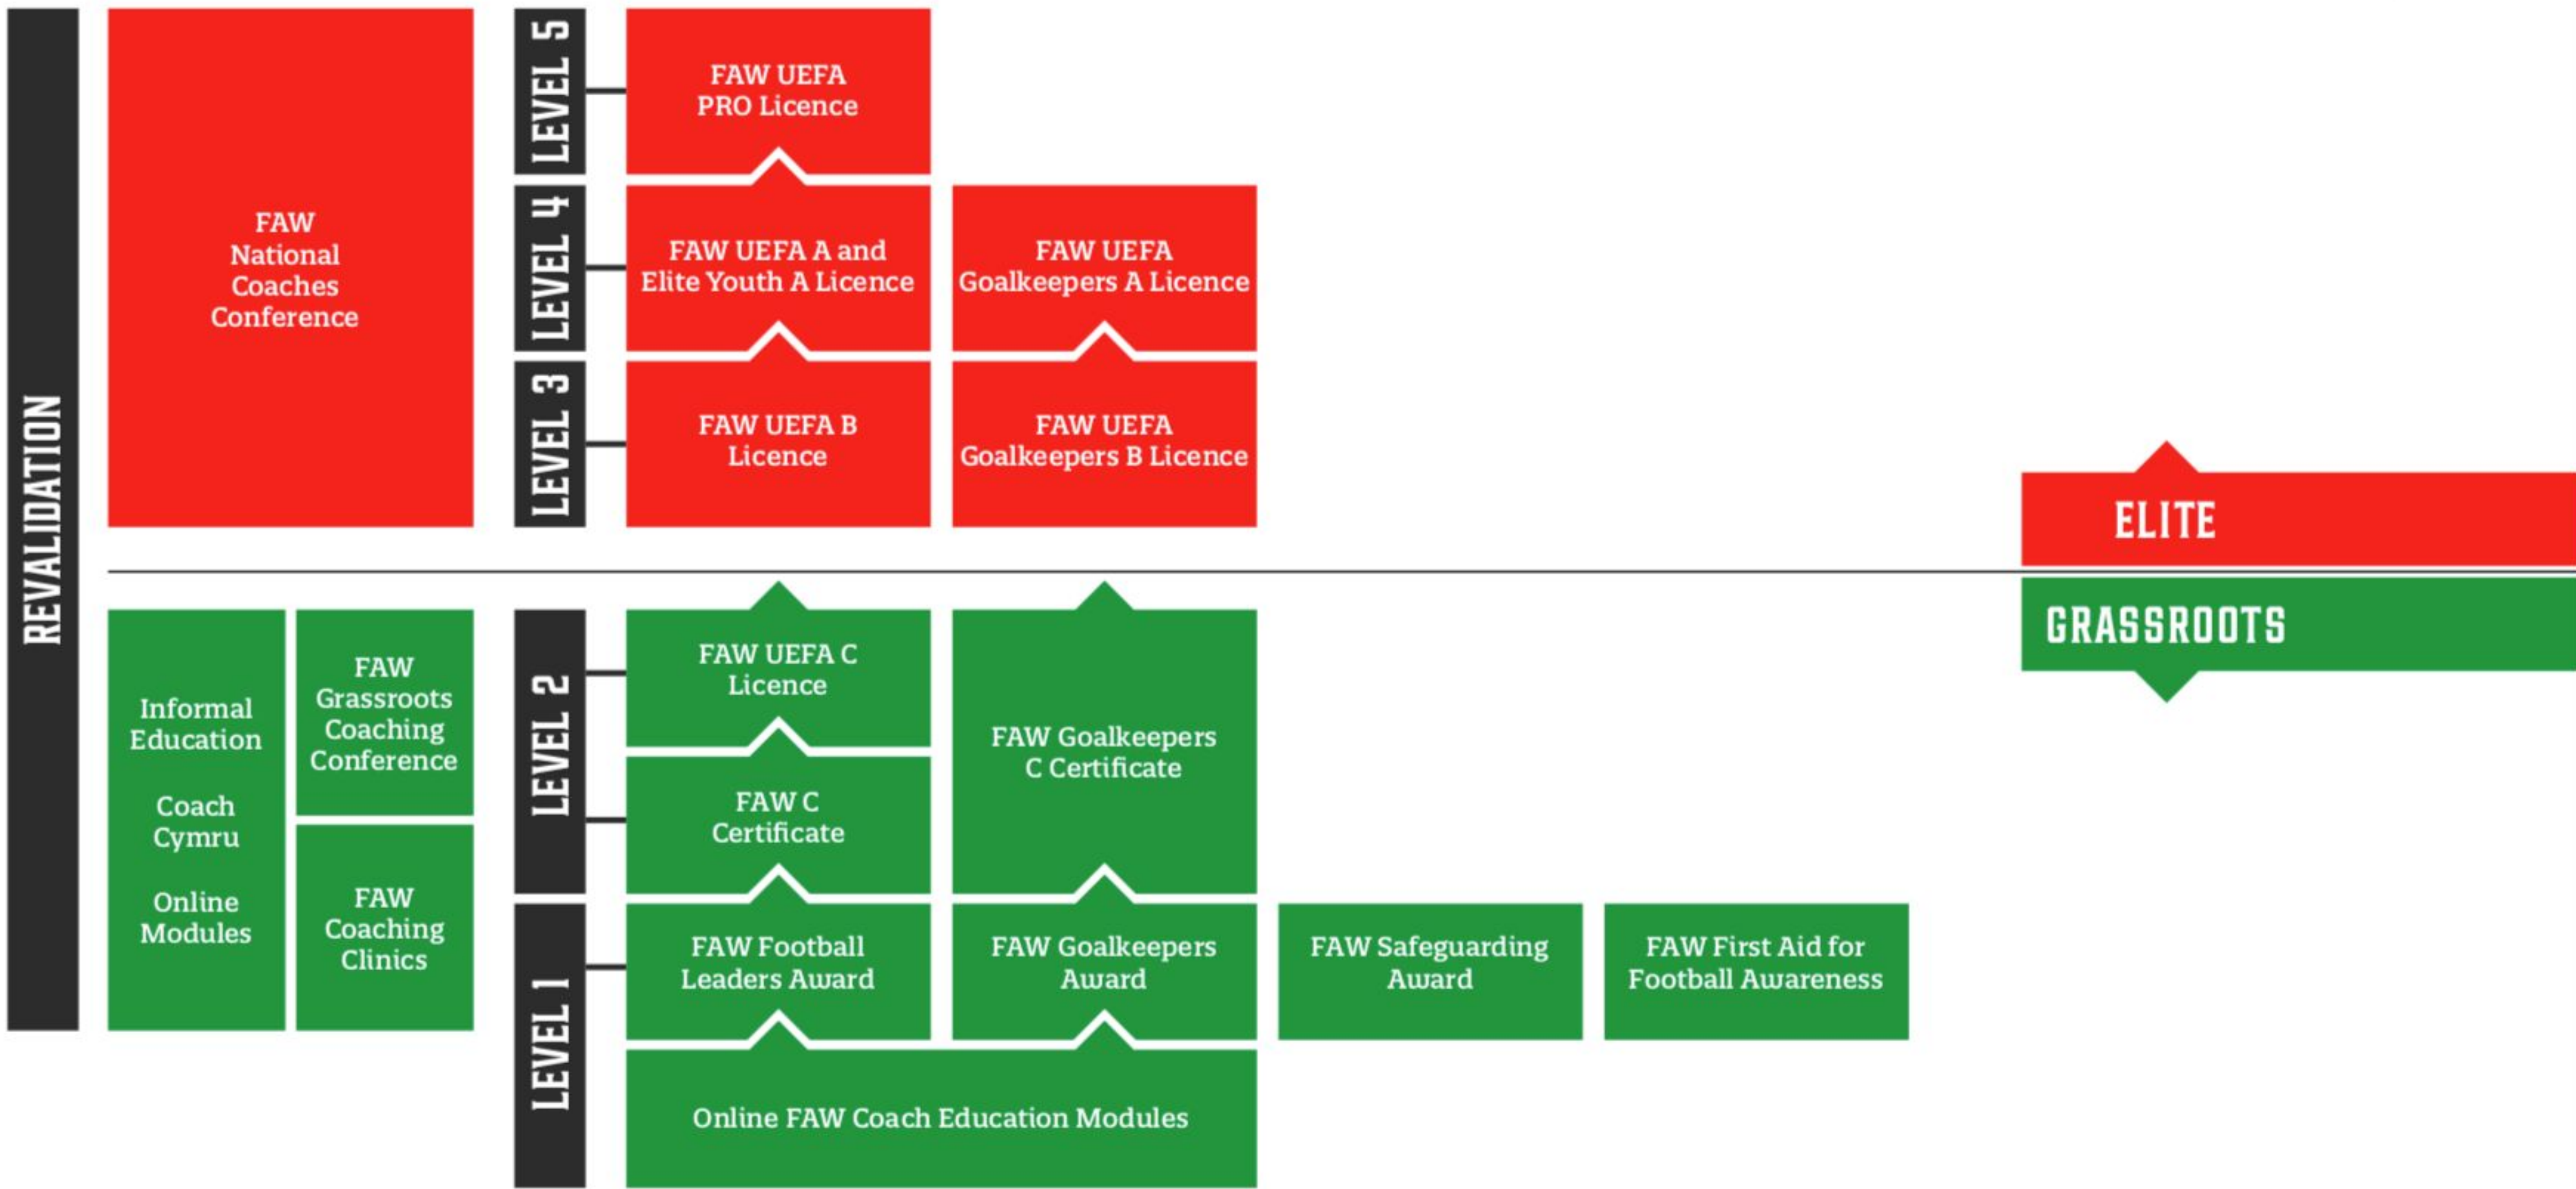 REVALIDATION
FAW
National
Coaches
Conference
LEVEL 5
FAW UEFA
PRO Licence
LEVEL 4
FAW UEFA A and
Elite Youth A Licence
FAW UEFA
Goalkeepers A Licence
LEVEL 3
FAW UEFA B
Licence
FAW UEFA
Goalkeepers B Licence
ELITE
GRASSROOTS
Informal
Education
Coach
Cymru
Online
Modules
FAW
Grassroots
Coaching
Conference
FAW
Coaching
Clinics
LEVEL 2
FAW UEFA C
Licence
FAW C
Certificate
FAW Goalkeepers
C Certificate
LEVEL 1
FAW Football
Leaders Award
FAW Goalkeepers
Award
FAW Safeguarding
Award
FAW First Aid for
Football Awareness
Online FAW Coach Education Modules